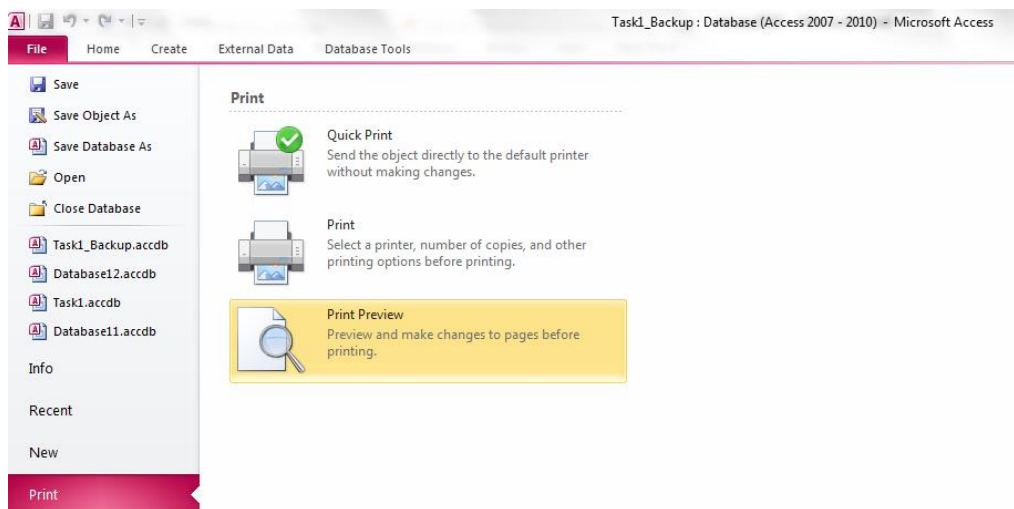 Task1_Backup : Database (Access 2007 - 2010) - Microsoft Access
File Home Create External Data Database Tools
Save
Save Object As
Save Database As
Open
Close Database
Task1_Backup.accdb
Database12.accdb
Task1.accdb
Database11.accdb
Info
Recent
New
Print
Print
Quick Print
Send the object directly to the default printer
without making changes.
Print
Select a printer, number of copies, and other
printing options before printing.
Print Preview
Preview and make changes to pages before
printing.